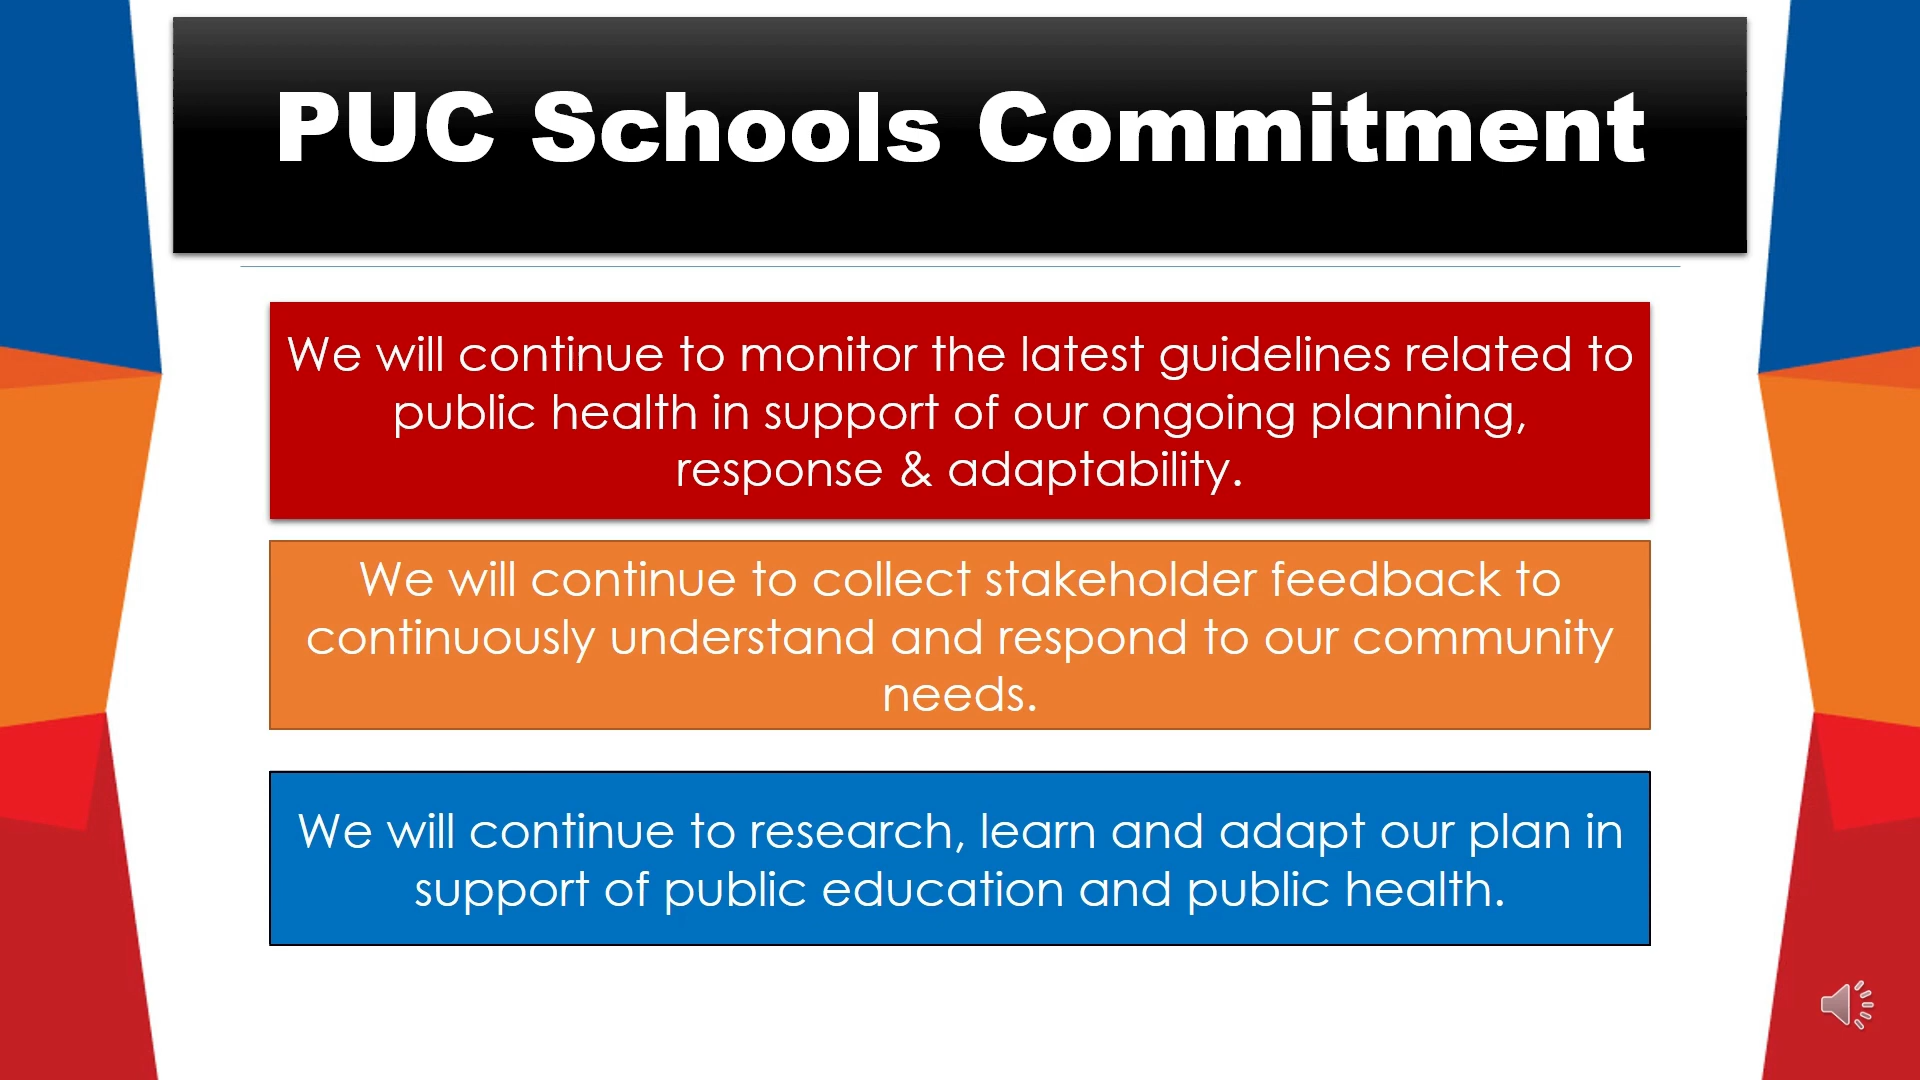 PUC Schools Commitment
We will continue to monitor the latest guidelines related to
public health in support of our ongoing planning,
response & adaptability.
We will continue to collect stakeholder feedback to
continuously understand and respond to our community
needs.
We will continue to research, learn and adapt our plan in
support of public education and public health.